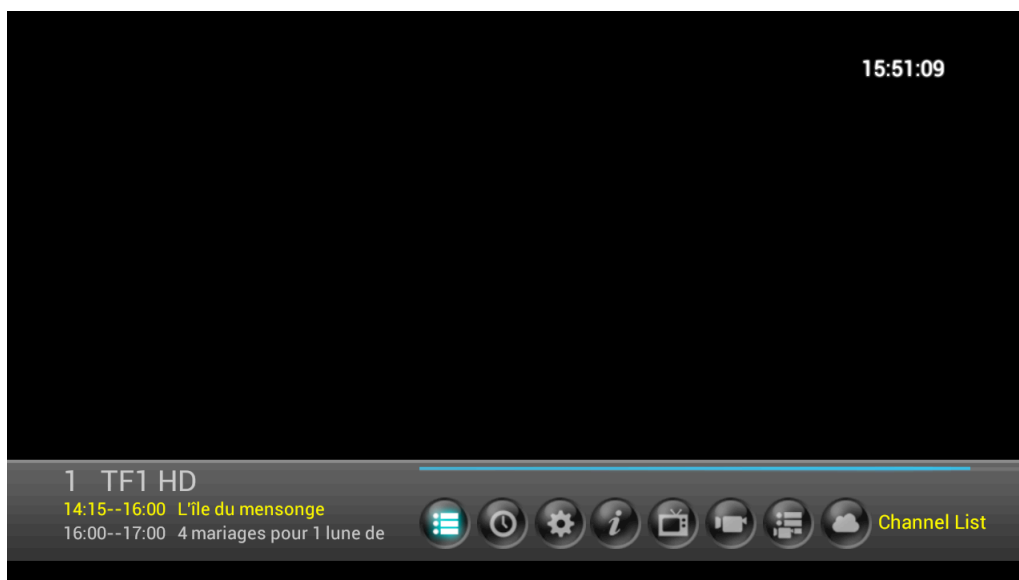 15:51:09
1 TF1 HD
14:15--16:00 L'île du mensonge
16:00--17:00 4 mariages pour 1 lune de
Channel List